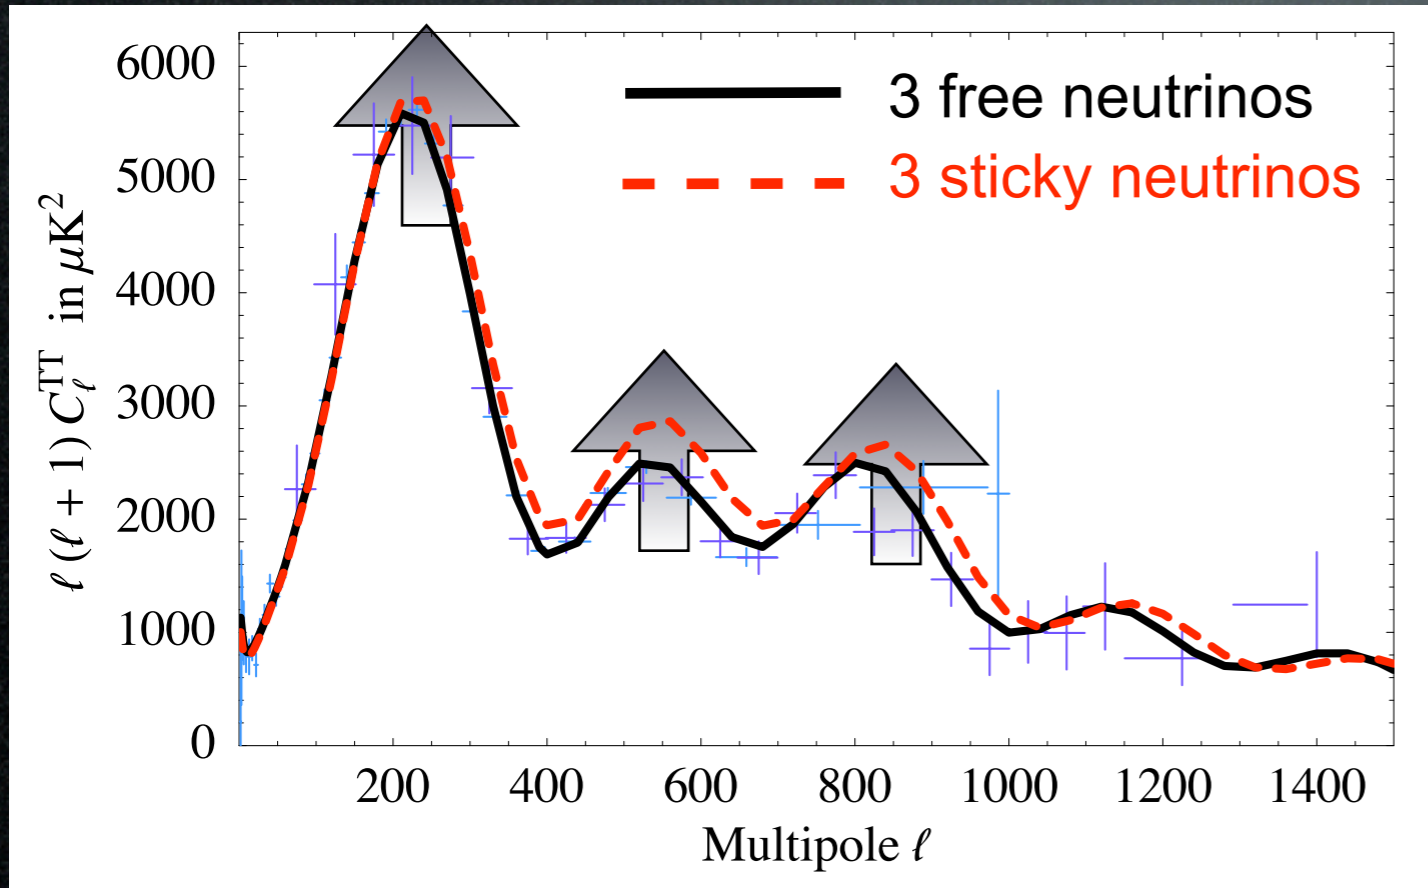 ℓ (ℓ + 1) C_ℓ^TT in μK²
6000
5000
4000
3000
2000
1000
0
3 free neutrinos
3 sticky neutrinos
200 400 600 800 1000 1200 1400
Multipole ℓ